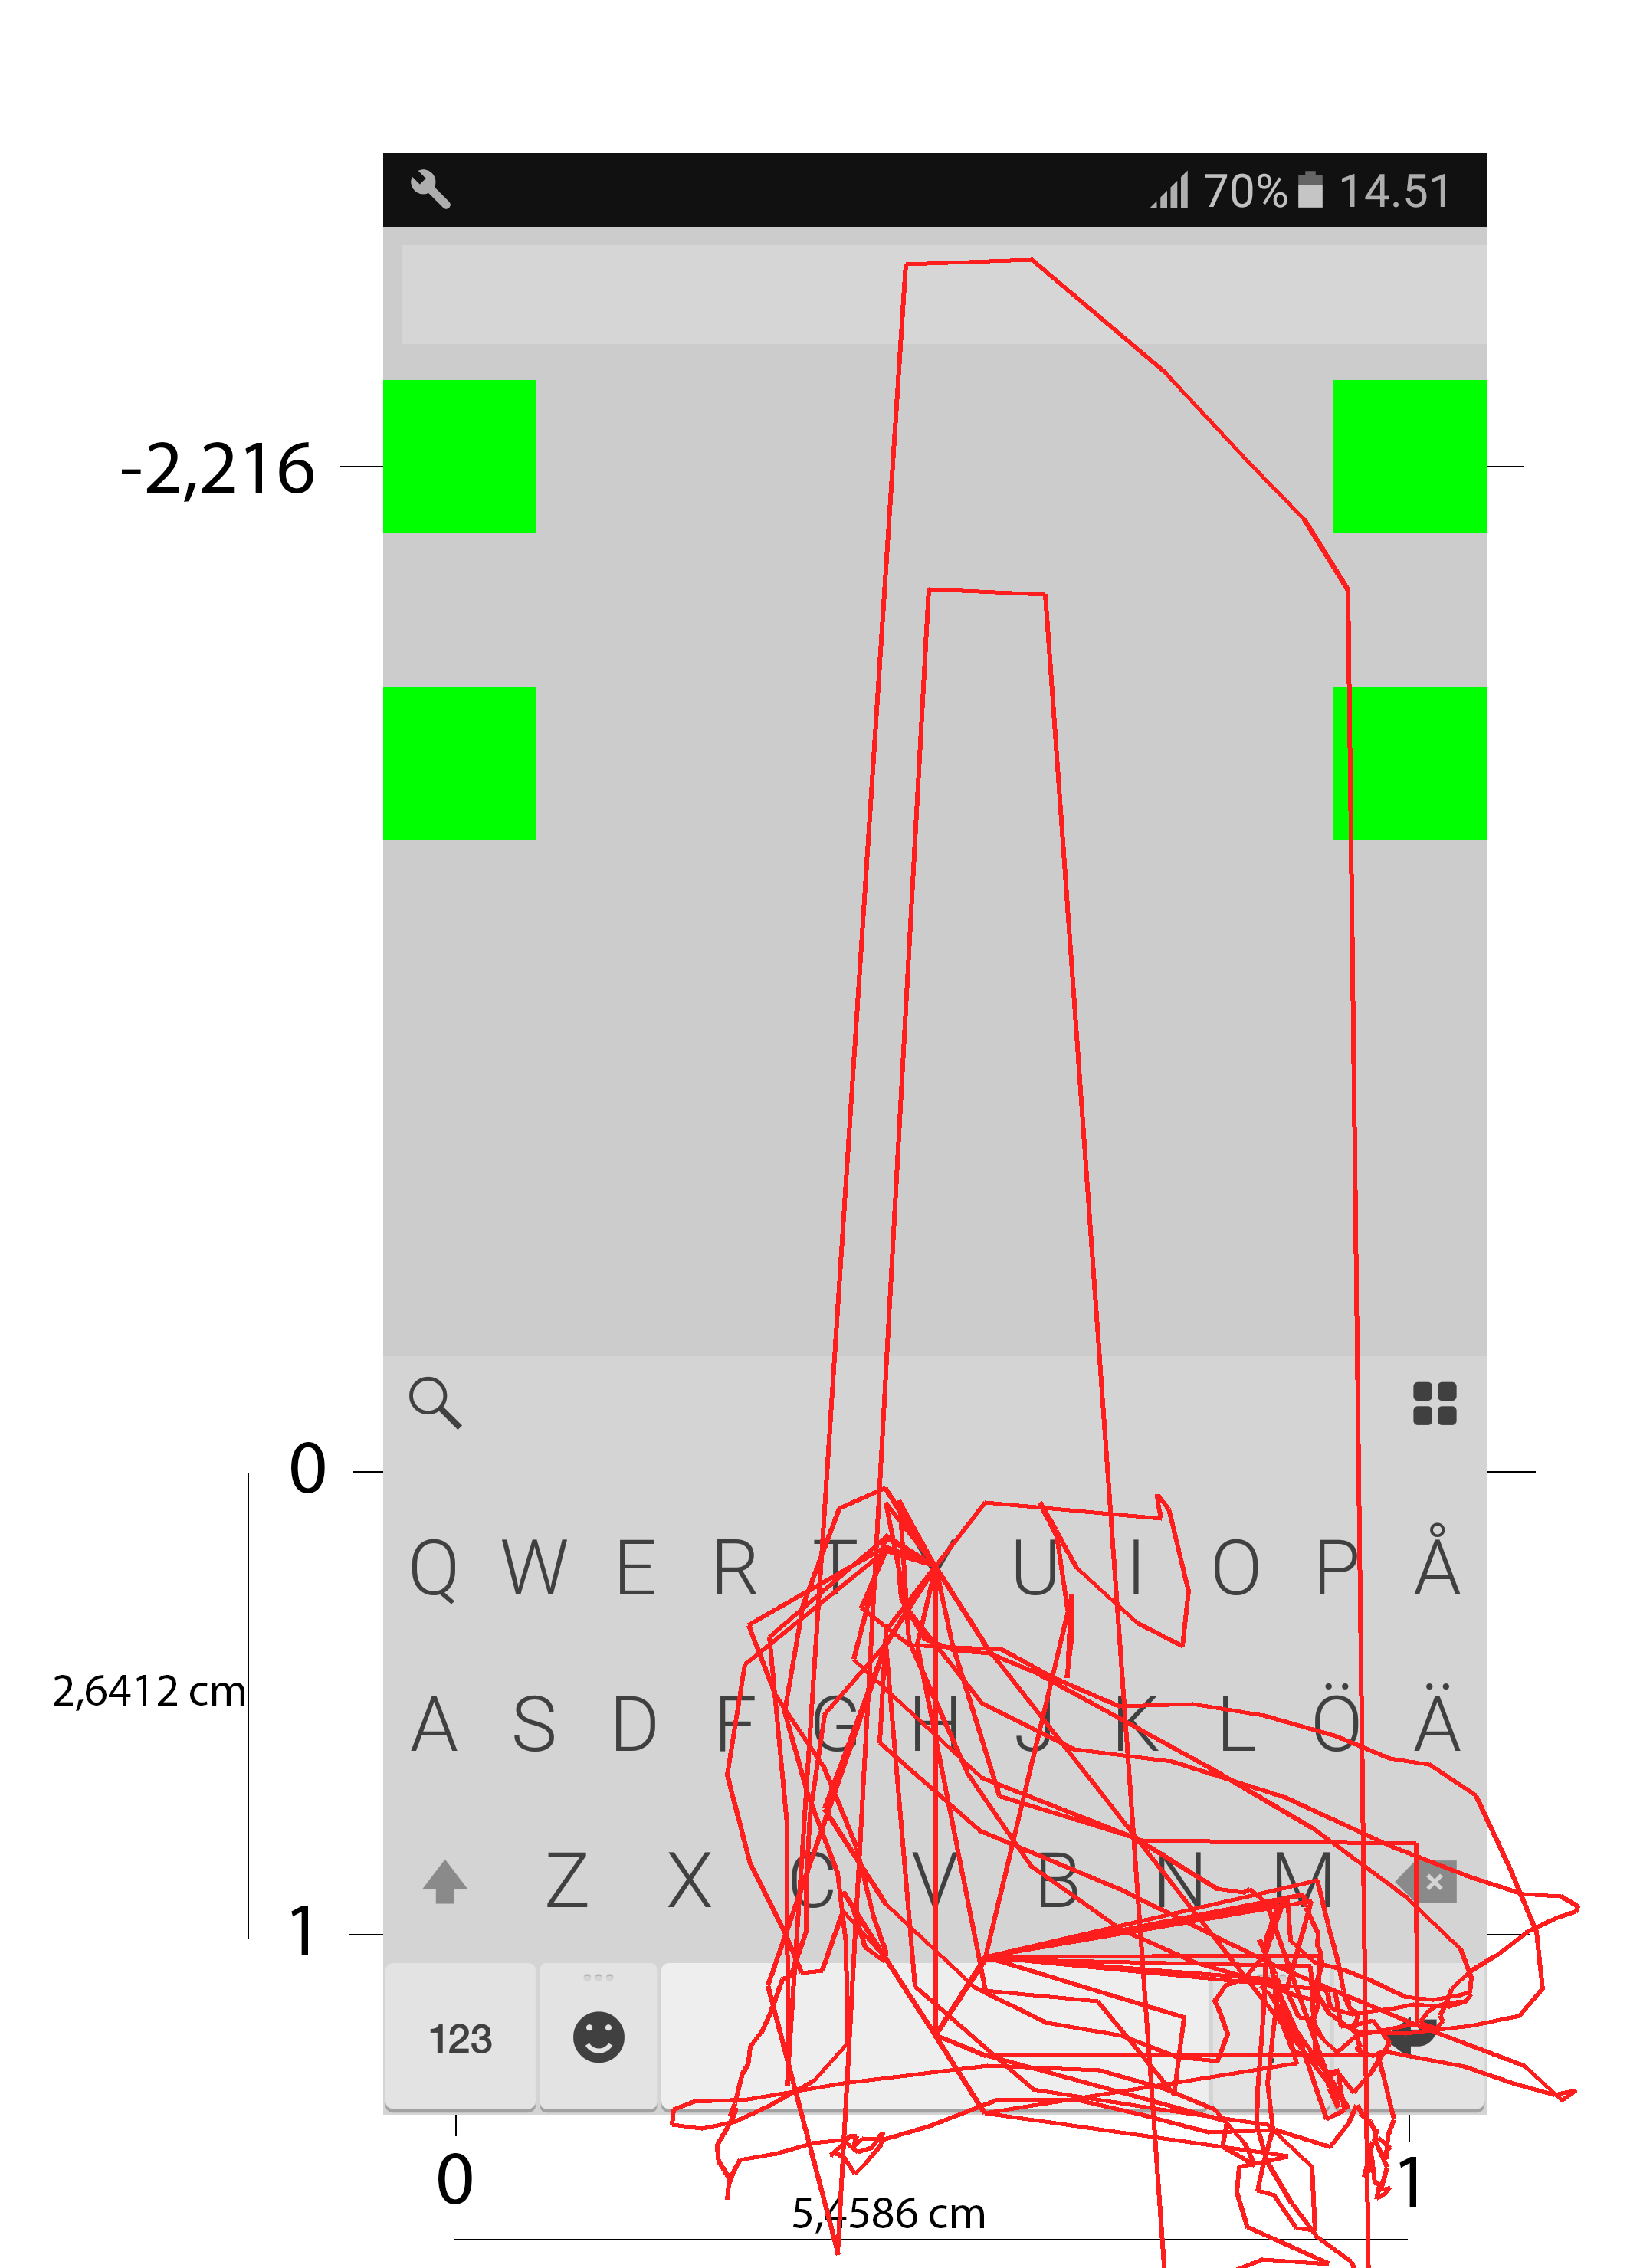 70% 14.51
-2,216
0
Q W E R T Y U I O P Å
2,6412 cm
A S D F G H J K L Ö Ä
Z X C V B N M
1
123
0 1
5,4586 cm